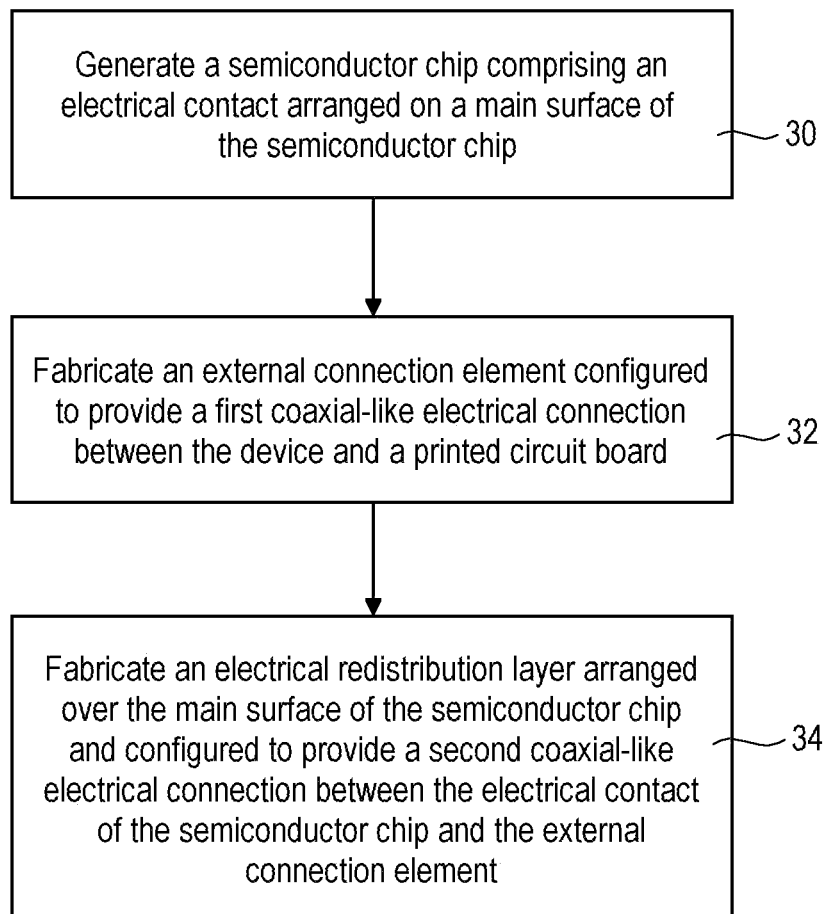 Generate a semiconductor chip comprising an
electrical contact arranged on a main surface of
the semiconductor chip
30
Fabricate an external connection element configured
to provide a first coaxial-like electrical connection
between the device and a printed circuit board
32
Fabricate an electrical redistribution layer arranged
over the main surface of the semiconductor chip
and configured to provide a second coaxial-like
electrical connection between the electrical contact
of the semiconductor chip and the external
connection element
34